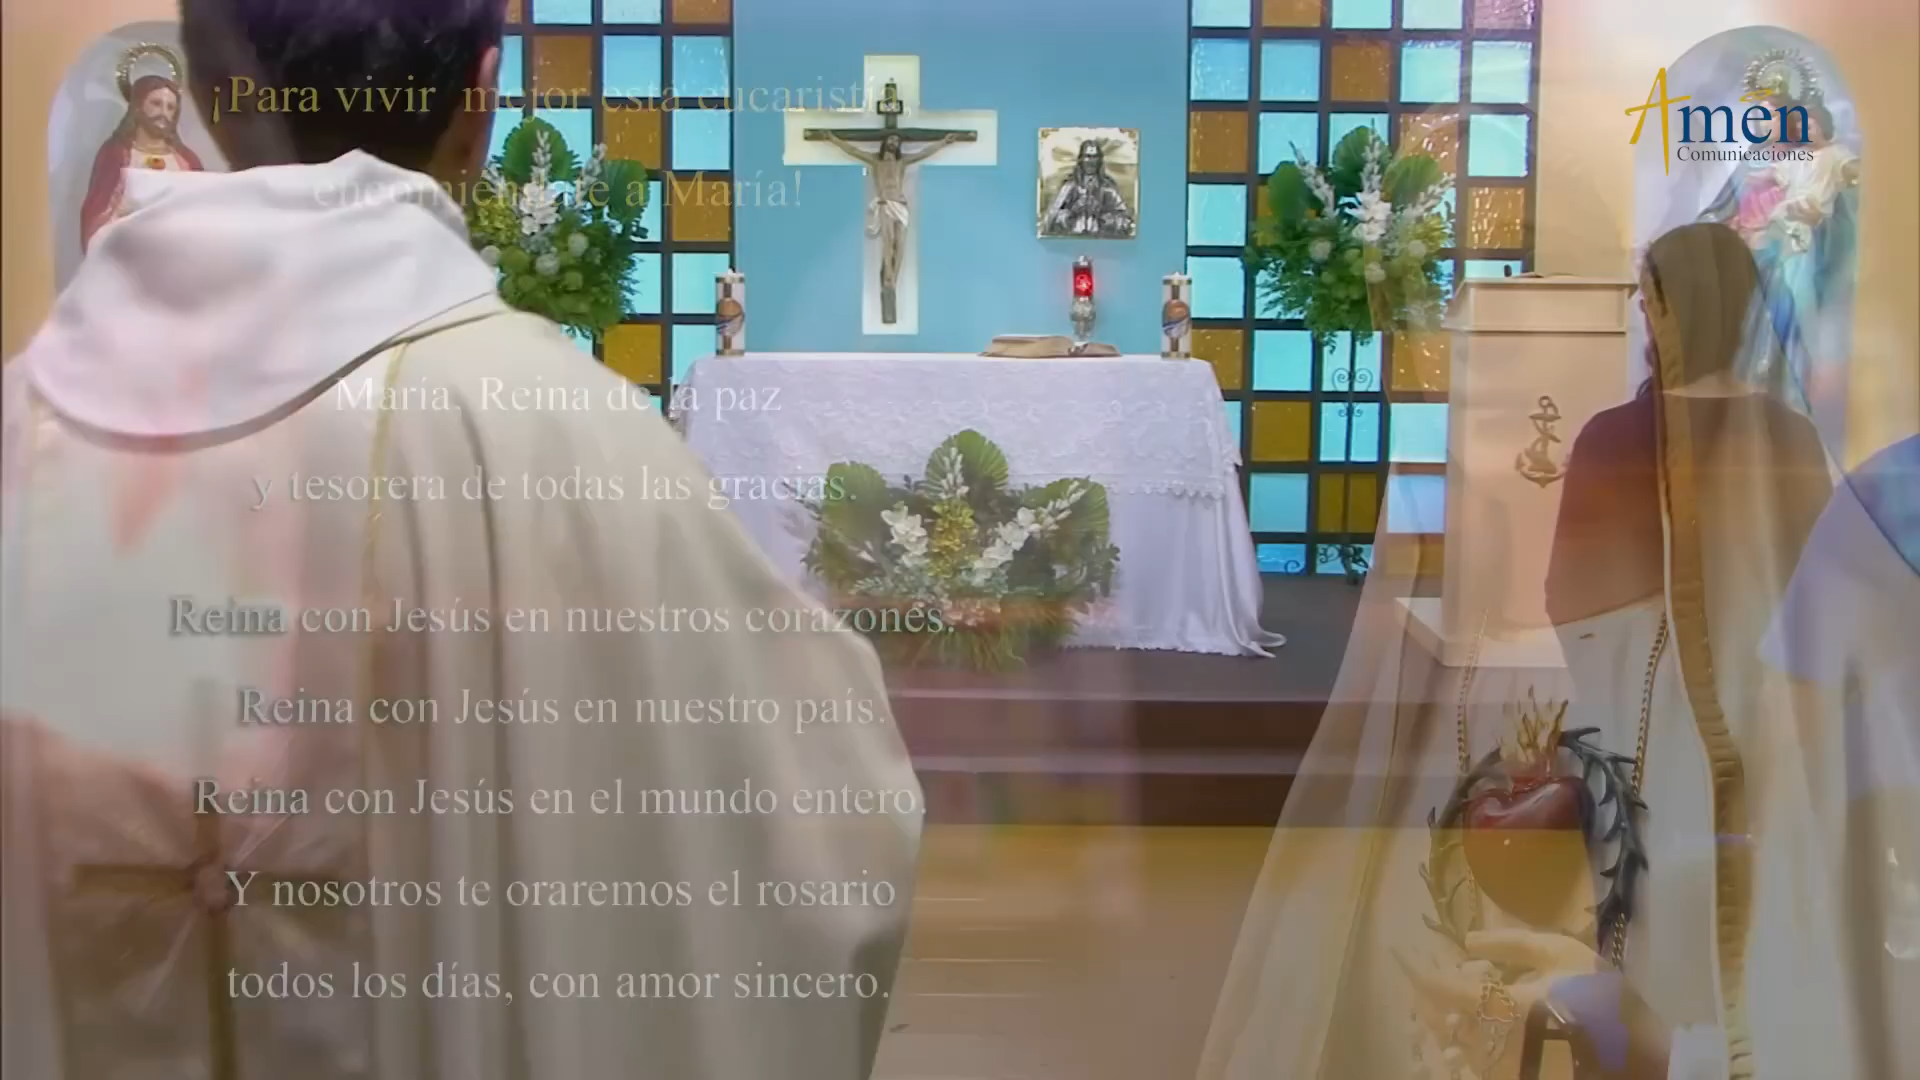 ¡Para vivir mejor esta eucaristía,
encomiéndate a María!
María, Reina de la paz
y tesorera de todas las gracias.
Reina con Jesús en nuestros corazones.
Reina con Jesús en nuestro país.
Reina con Jesús en el mundo entero.
Y nosotros te oraremos el rosario
todos los días, con amor sincero.
Amén
Comunicaciones